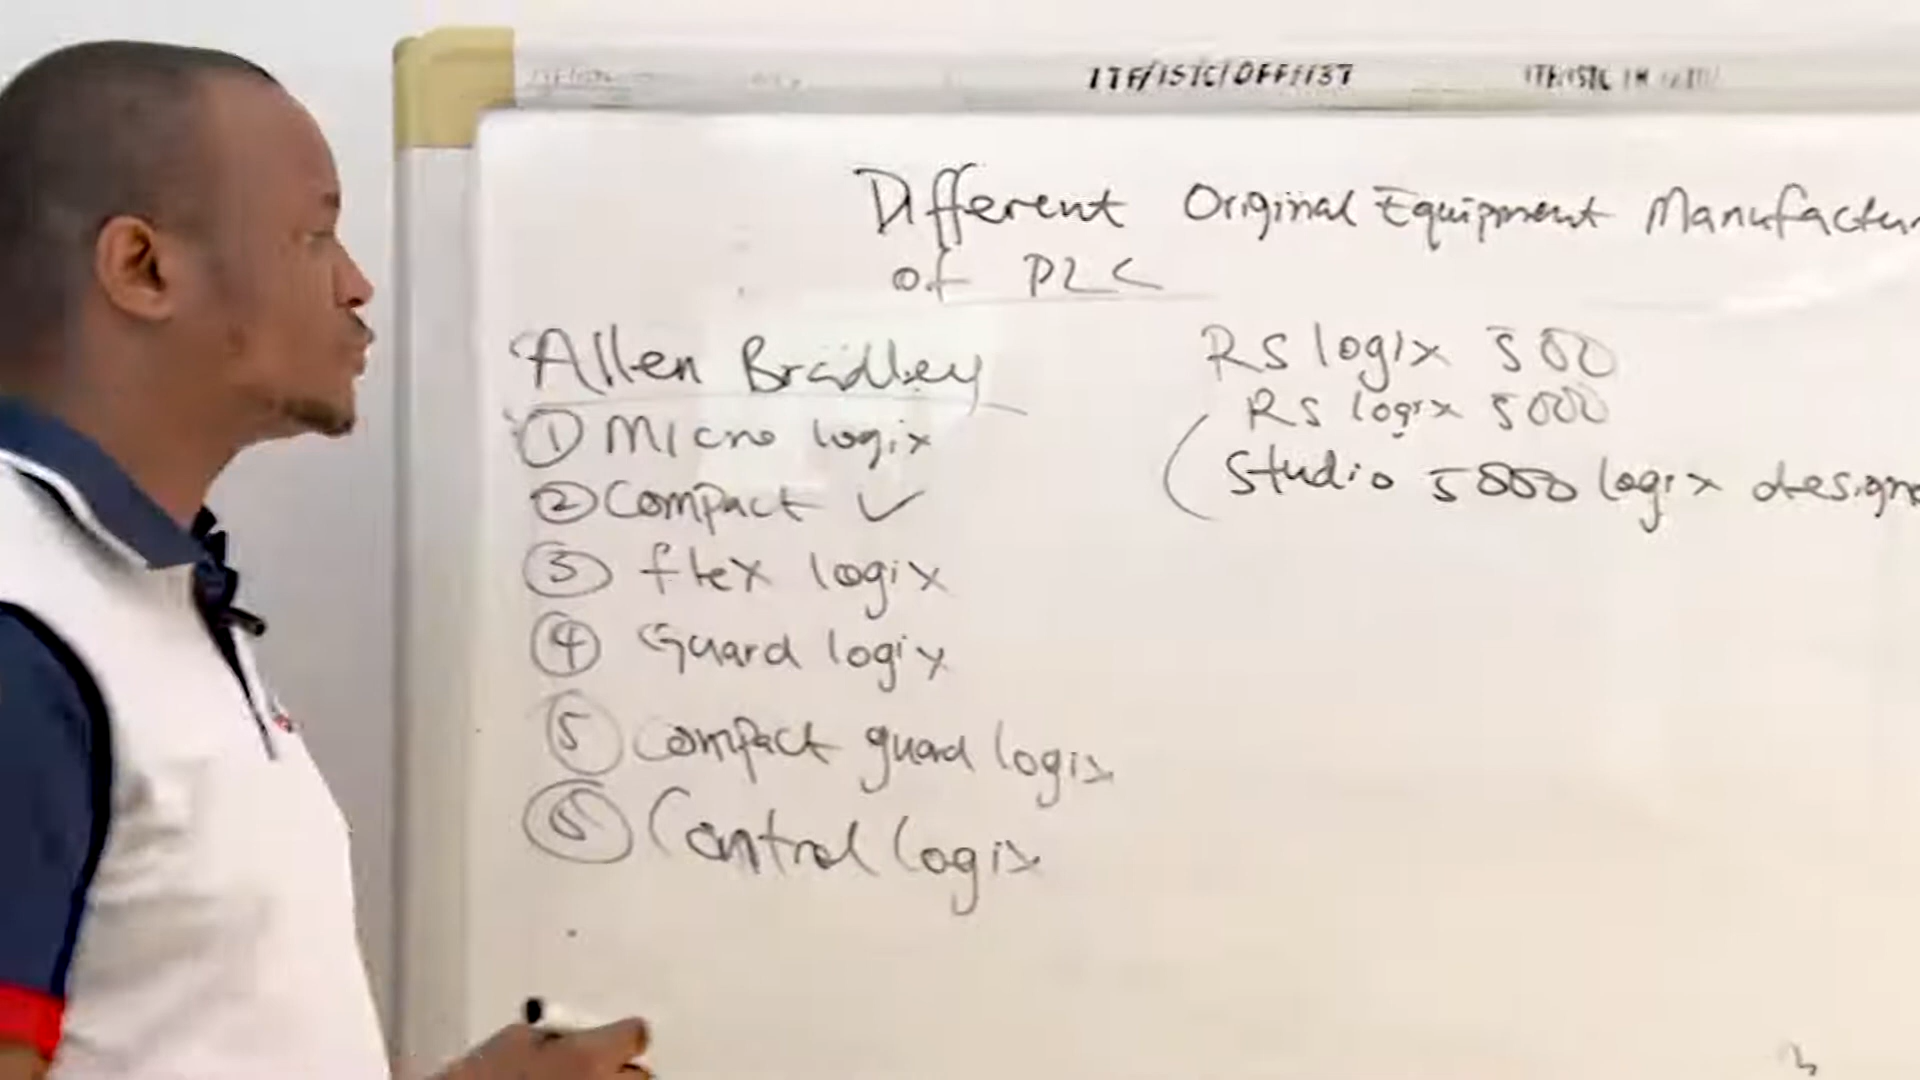 ITF/ISTC/OFF/137
Different Original Equipment Manufactur
of PLC
Allen Bradley
① Micro logix
② Compact ✓
③ flex logix
④ Guard logix
⑤ Compact guard logix
⑥ Control logix
RS logix 500
RS logix 5000
(Studio 5000 logix designe